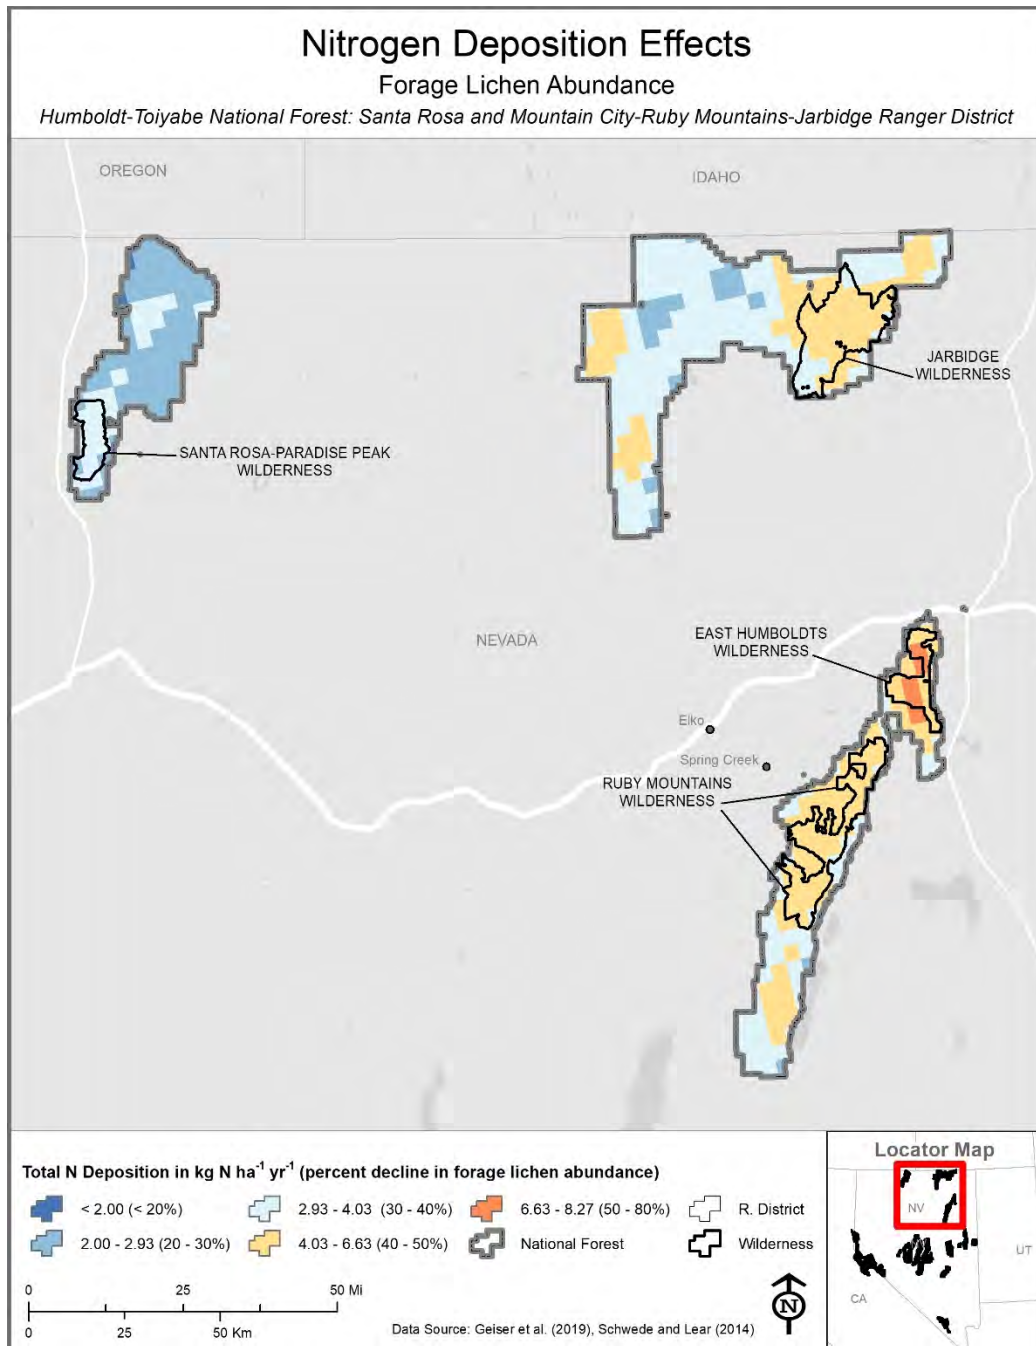 Nitrogen Deposition Effects
Forage Lichen Abundance
Humboldt-Toiyabe National Forest: Santa Rosa and Mountain City-Ruby Mountains-Jarbidge Ranger District
OREGON
IDAHO
JARBIDGE
WILDERNESS
SANTA ROSA-PARADISE PEAK
WILDERNESS
NEVADA
EAST HUMBOLDTS
WILDERNESS
Elko
Spring Creek
RUBY MOUNTAINS
WILDERNESS
Total N Deposition in kg N ha-1 yr-1 (percent decline in forage lichen abundance)
< 2.00 (< 20%)
2.93 - 4.03 (30 - 40%)
6.63 - 8.27 (50 - 80%)
R. District
2.00 - 2.93 (20 - 30%)
4.03 - 6.63 (40 - 50%)
National Forest
Wilderness
0 25 50 Mi
0 25 50 Km
N
Data Source: Geiser et al. (2019), Schwede and Lear (2014)
Locator Map
NV
UT
CA